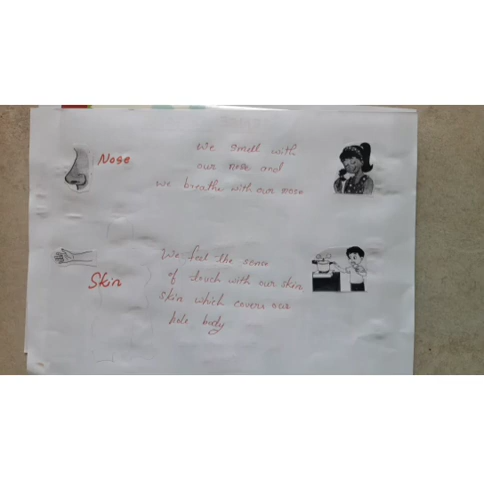 Nose
We smell with
our nose and
we breathe with our nose
Skin
We feel the sense
of touch with our skin
skin which covers our
hole body